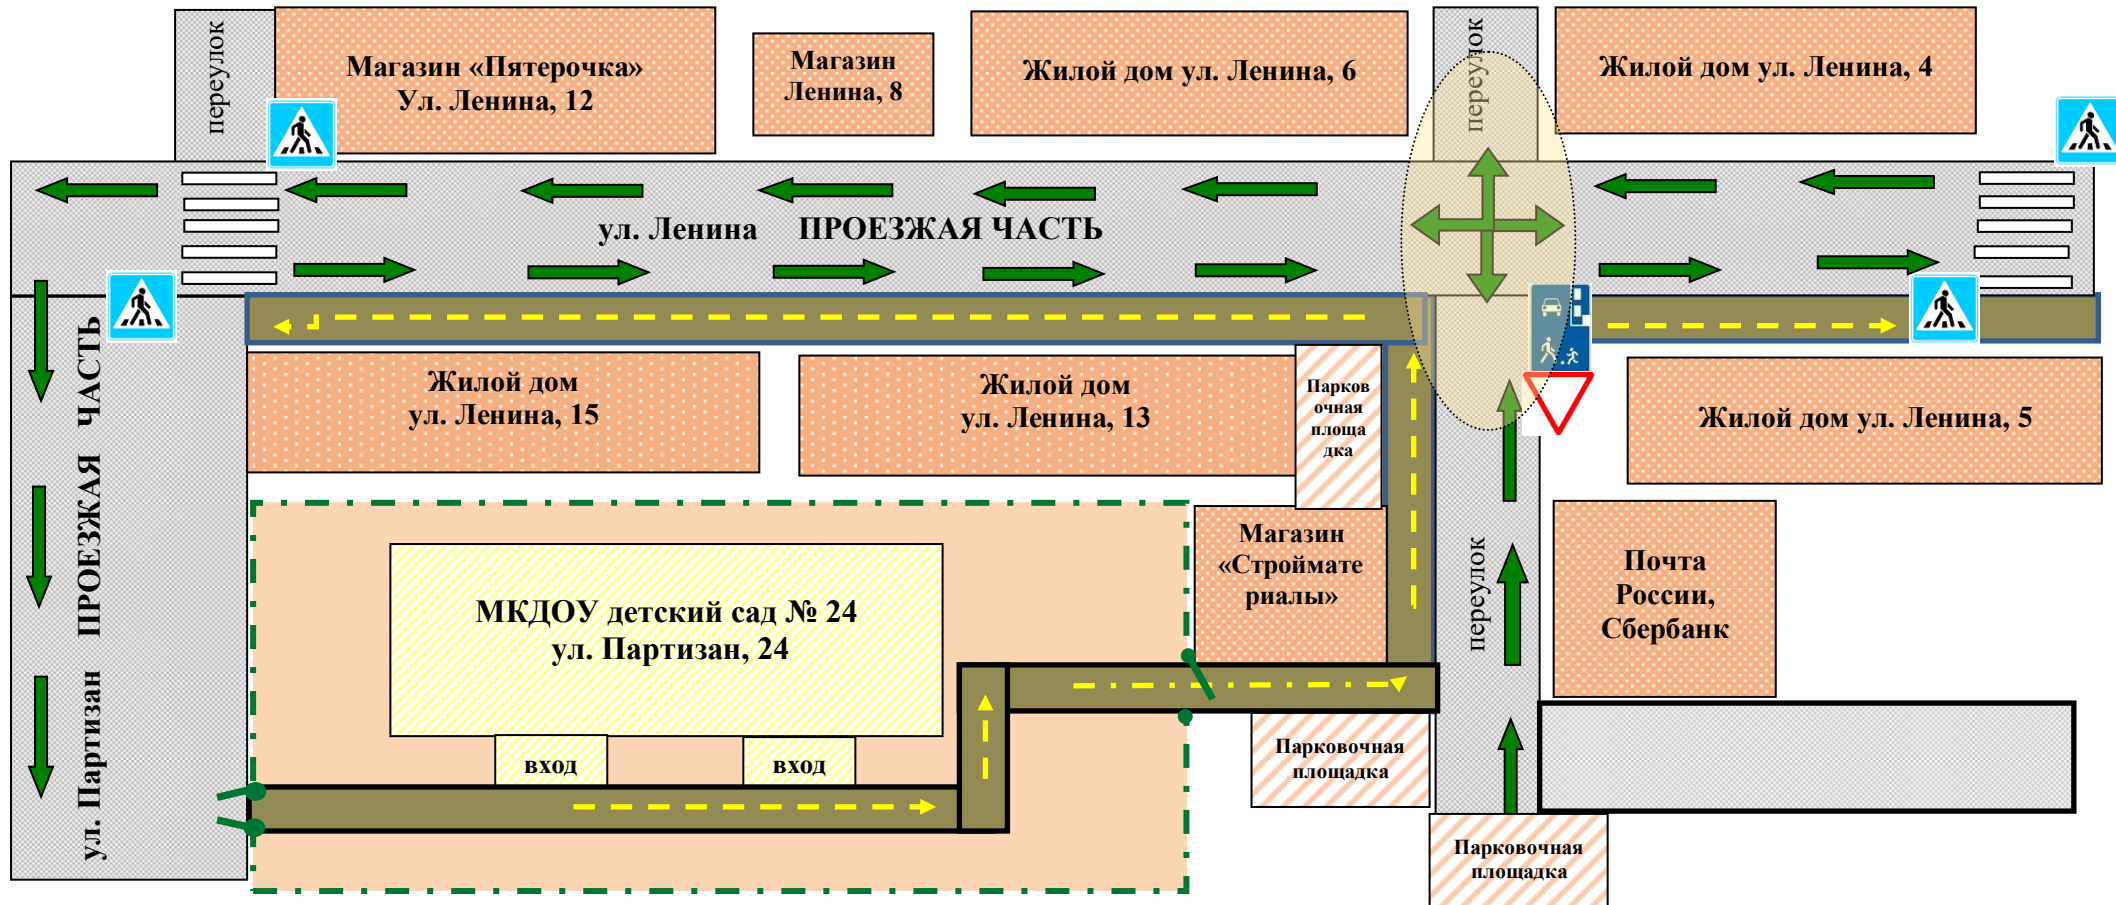 переулок
Магазин «Пятерочка»
Ул. Ленина, 12
Магазин
Ленина, 8
Жилой дом ул. Ленина, 6
переулок
Жилой дом ул. Ленина, 4
ул. Ленина ПРОЕЗЖАЯ ЧАСТЬ
ул. Партизан ПРОЕЗЖАЯ ЧАСТЬ
Жилой дом
ул. Ленина, 15
Жилой дом
ул. Ленина, 13
Парков
очная
площа
дка
Жилой дом ул. Ленина, 5
Магазин
«Строймате
риалы»
переулок
Почта
России,
Сбербанк
МКДОУ детский сад № 24
ул. Партизан, 24
вход
вход
Парковочная
площадка
Парковочная
площадка